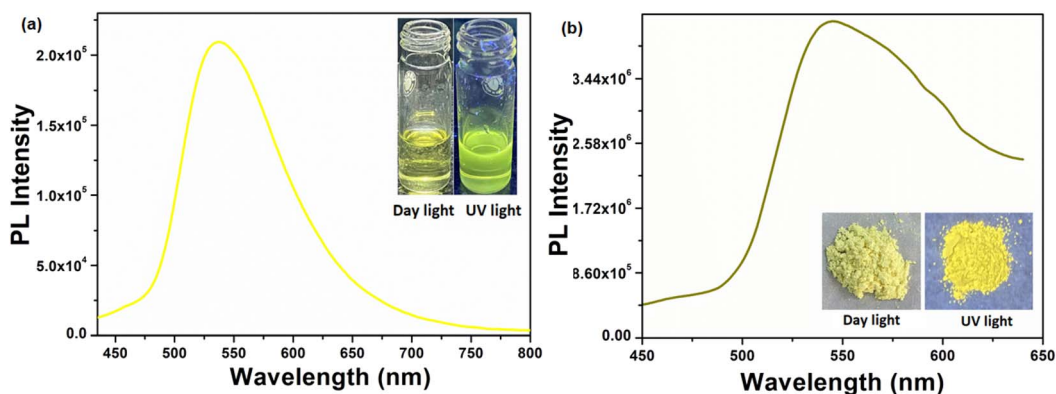 (a)
PL Intensity
2.0x10⁵
1.5x10⁵
1.0x10⁵
5.0x10⁴
0.0
450 500 550 600 650 700 750 800
Wavelength (nm)
Day light UV light
(b)
PL Intensity
3.44x10⁶
2.58x10⁶
1.72x10⁶
8.60x10⁵
0.00
450 500 550 600 650
Wavelength (nm)
Day light UV light